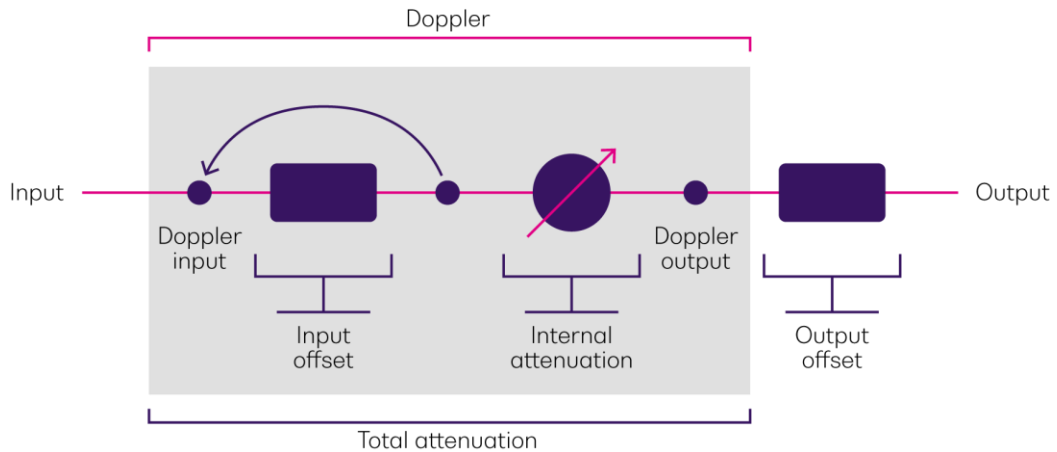 Doppler
Input
Output
Doppler
input
Doppler
output
Input
offset
Internal
attenuation
Output
offset
Total attenuation